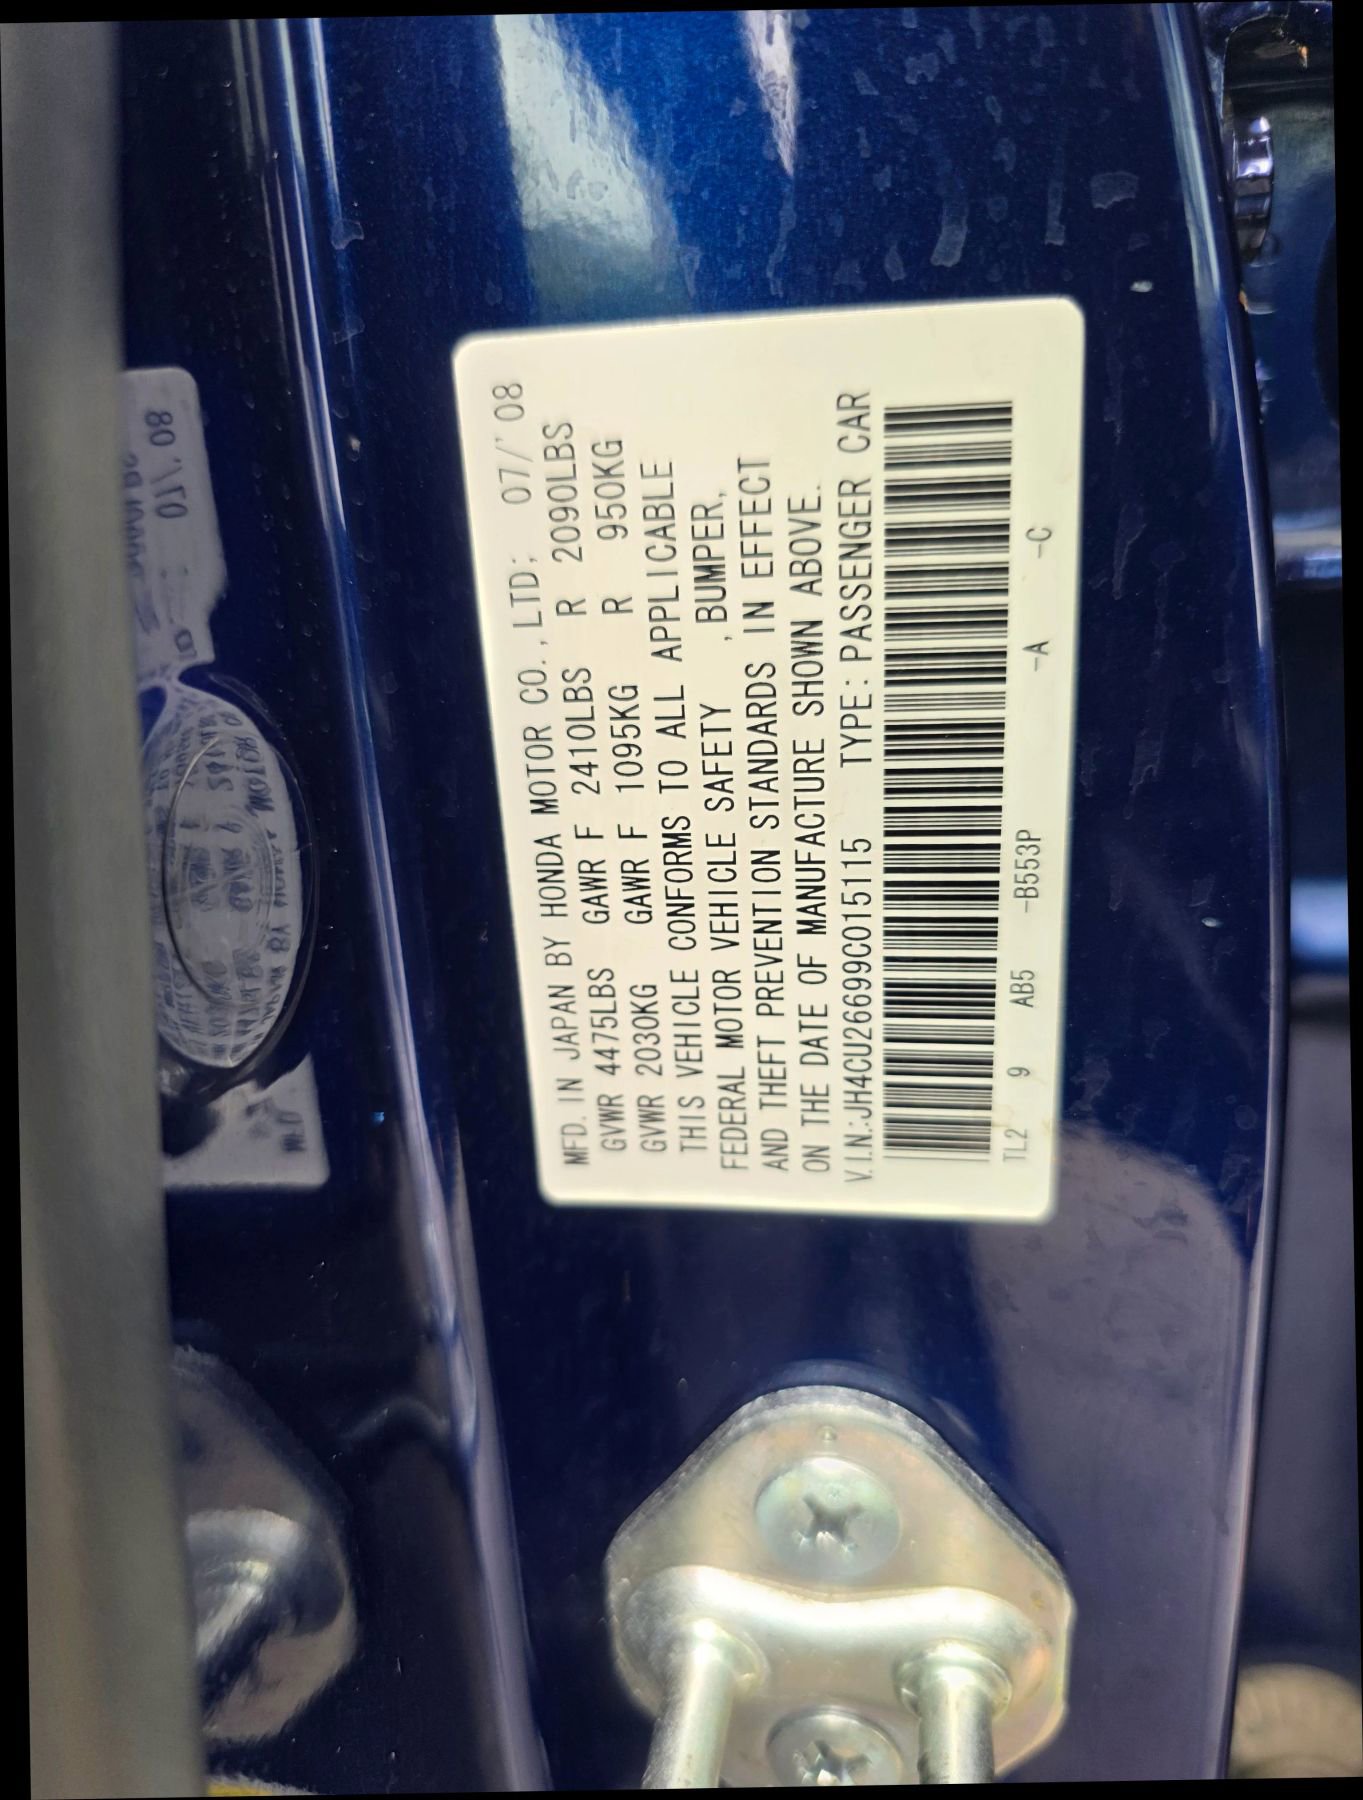 MFD. IN JAPAN BY HONDA MOTOR CO., LTD; 07/'08
GVWR 4475LBS GAWR F 2410LBS R 2090LBS
GVWR 2030KG GAWR F 1095KG R 950KG
THIS VEHICLE CONFORMS TO ALL APPLICABLE
FEDERAL MOTOR VEHICLE SAFETY , BUMPER,
AND THEFT PREVENTION STANDARDS IN EFFECT
ON THE DATE OF MANUFACTURE SHOWN ABOVE.
V.I.N.:JH4CU26699C015115 TYPE:PASSENGER CAR
TL2 9 AB5 -B553P -A -C